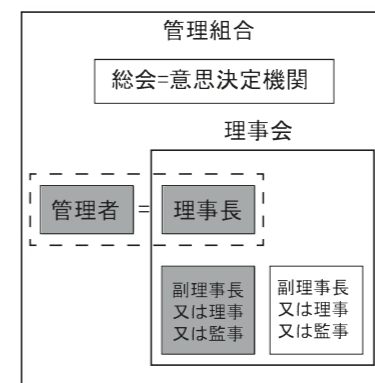 管理組合
総会=意思決定機関
理事会
管理者=理事長
副理事長
又は理事
又は監事
副理事長
又は理事
又は監事